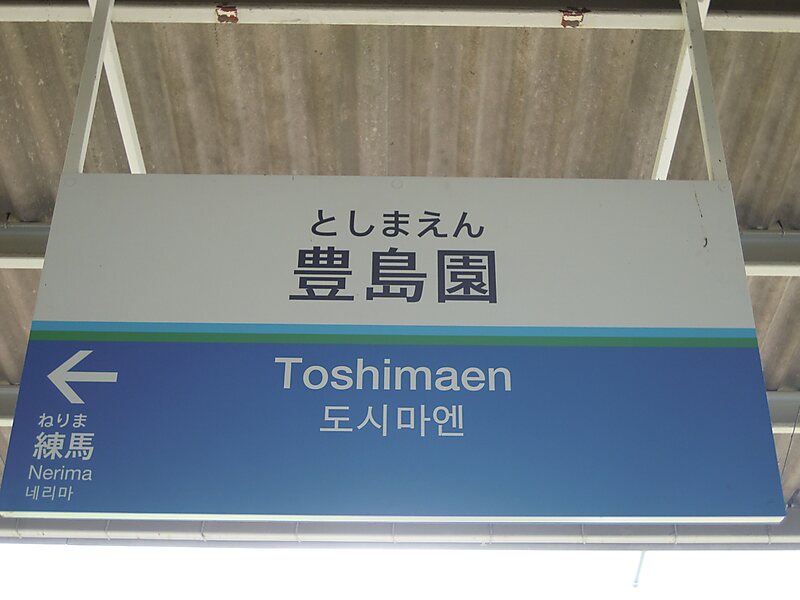 としまえん
豊島園
Toshimaen
도시마엔
←
ねりま
練馬
Nerima
네리마